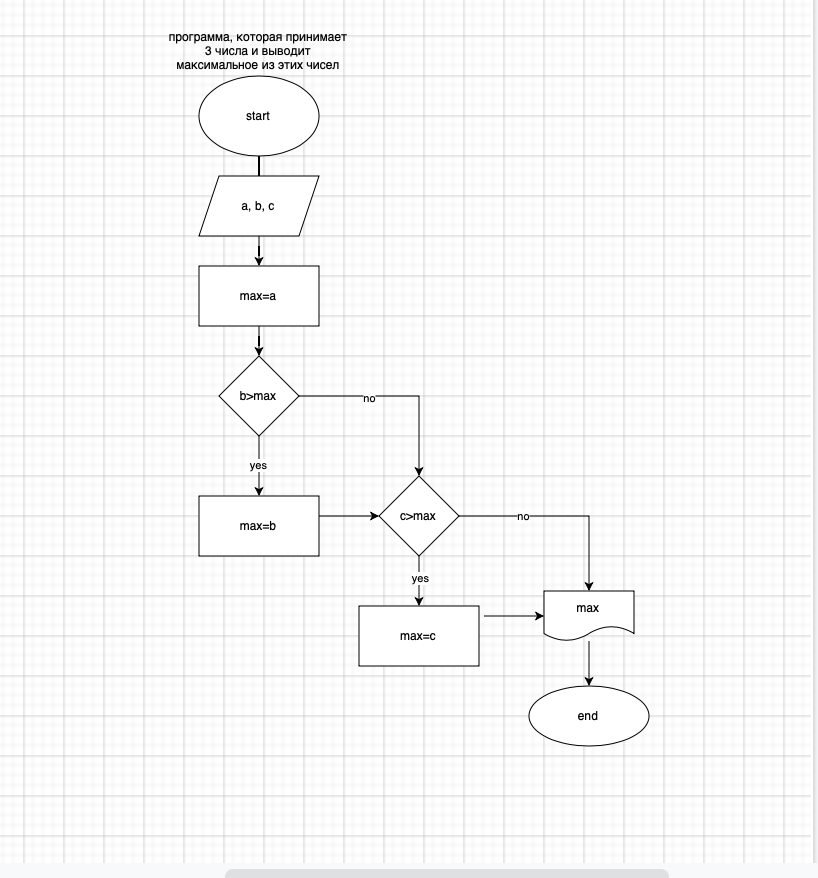 программа, которая принимает
3 числа и выводит
максимальное из этих чисел
start
a, b, c
max=a
b>max
no
yes
max=b
c>max
no
yes
max=c
max
end